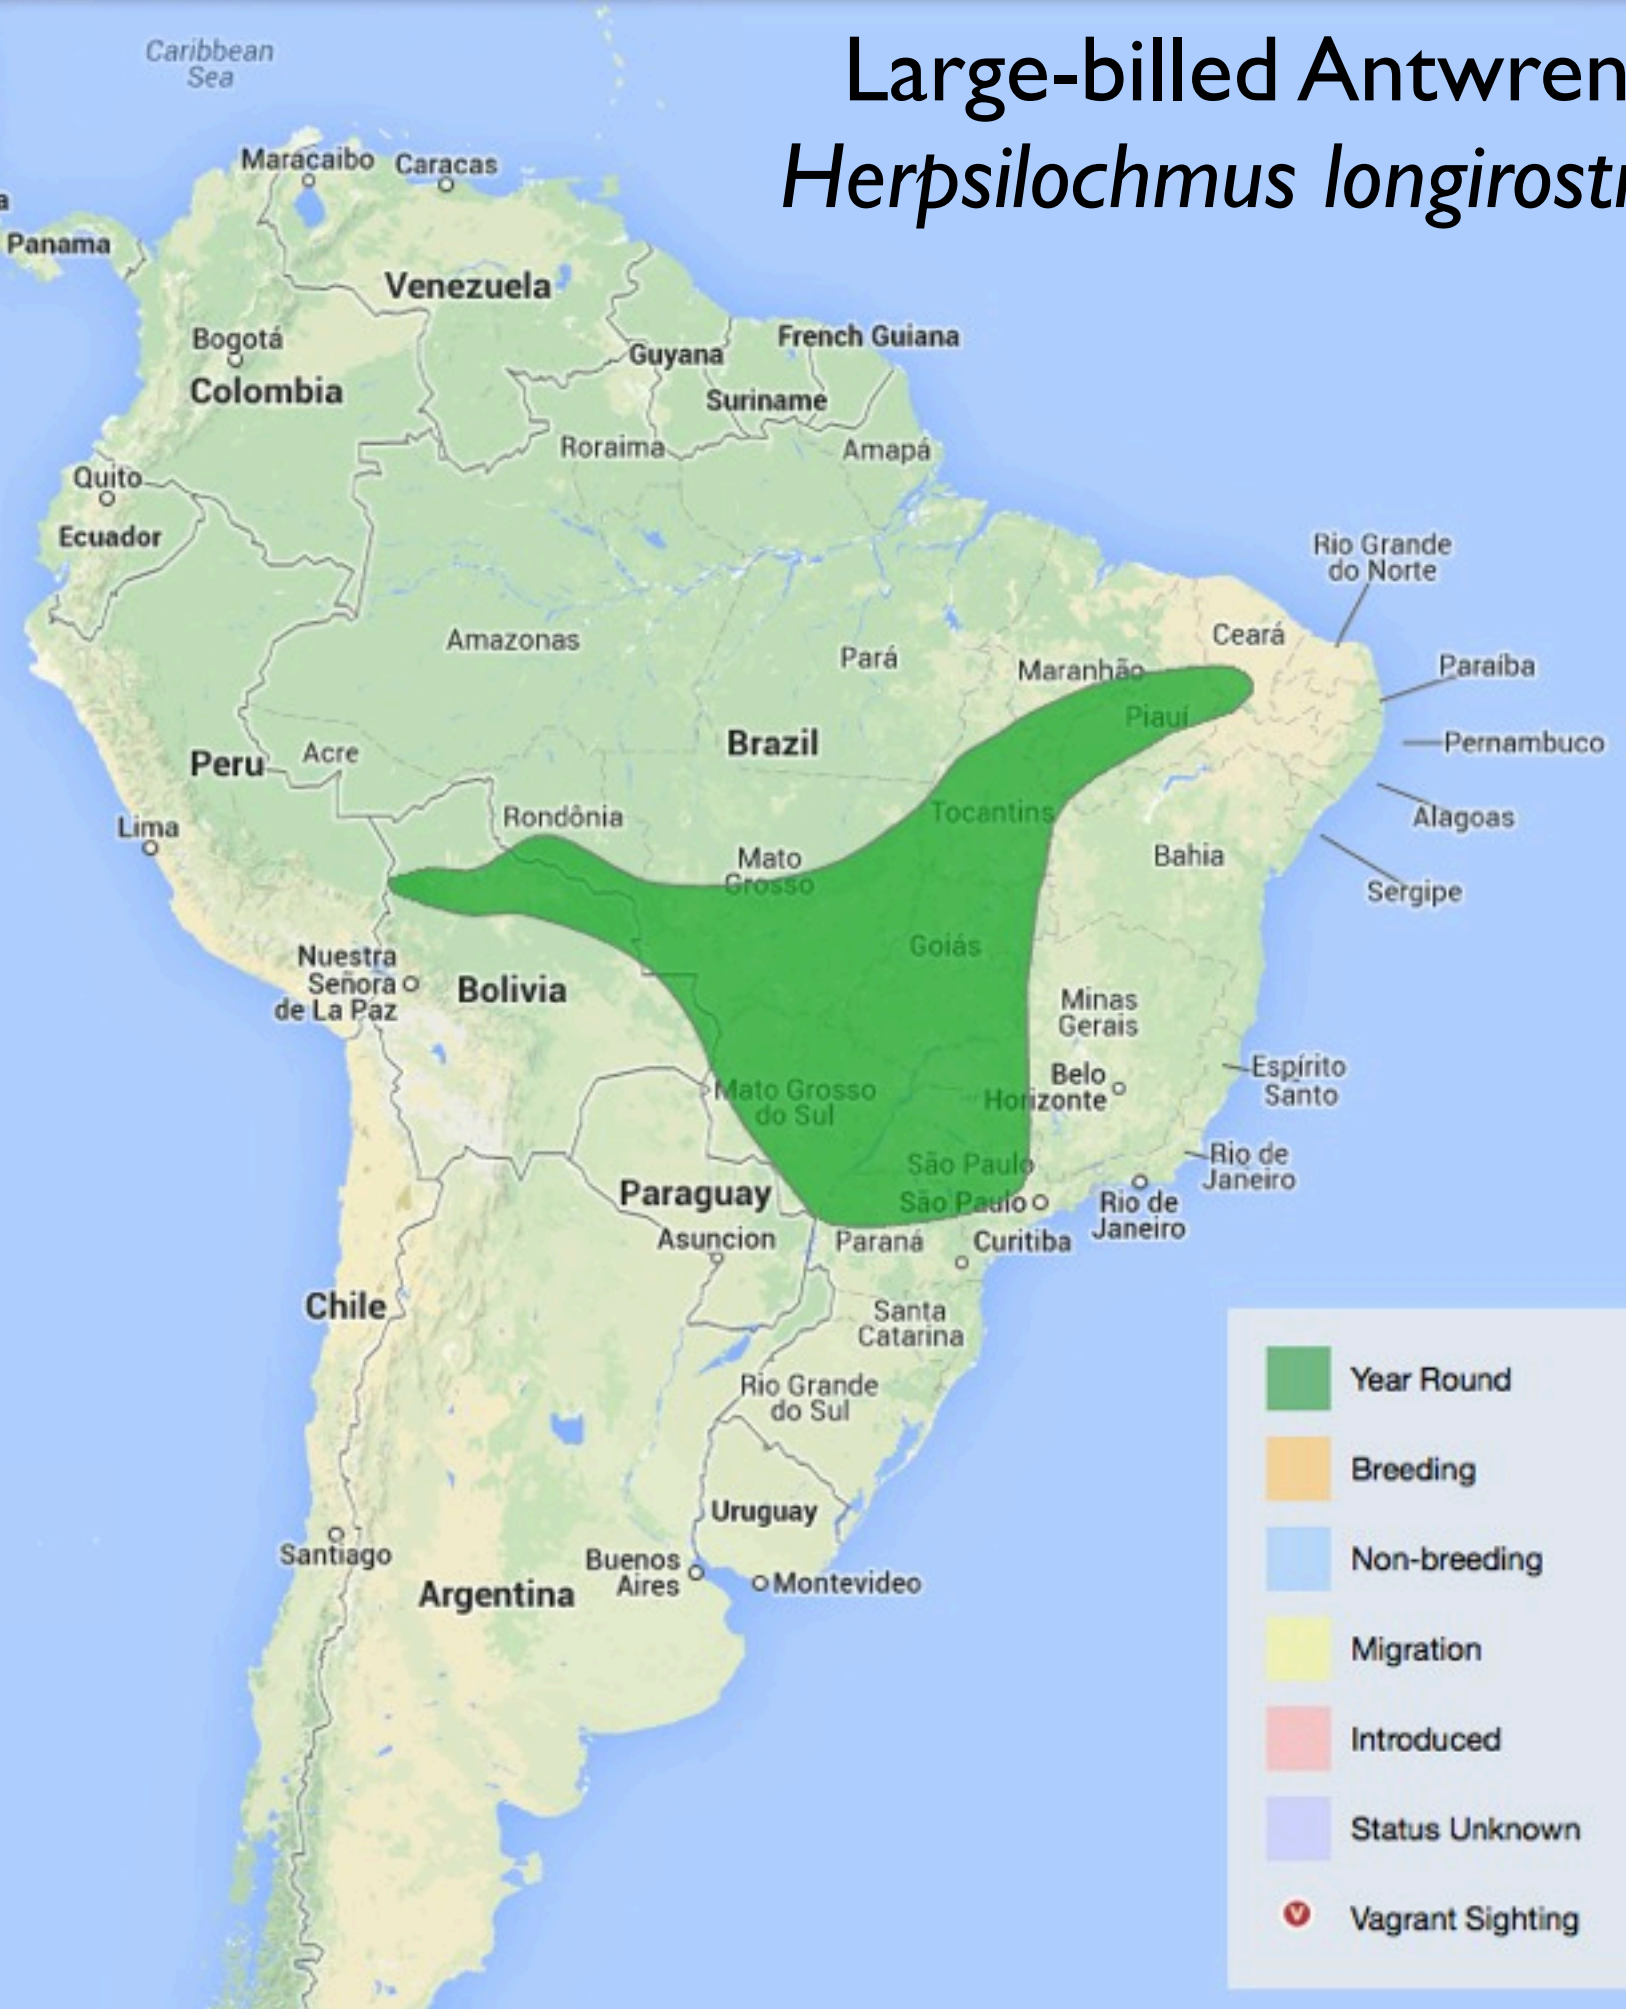 Large-billed Antwren
Herpsilochmus longirostr
Caribbean
Sea
Maracaibo
Caracas
a
Panama
Venezuela
Bogotá
Colombia
Guyana
French Guiana
Suriname
Roraima
Amapá
Quito
Ecuador
Rio Grande
do Norte
Amazonas
Pará
Maranhão
Ceará
Paraíba
Piauí
Pernambuco
Brazil
Peru
Acre
Lima
Rondônia
Tocantins
Alagoas
Mato
Grosso
Bahia
Sergipe
Goiás
Nuestra
Señora
de La Paz
Bolivia
Minas
Gerais
Belo
Horizonte
Espírito
Santo
Mato Grosso
do Sul
São Paulo
São Paulo
Rio de
Janeiro
Rio de
Janeiro
Paraguay
Asuncion
Paraná
Curitiba
Chile
Santa
Catarina
Rio Grande
do Sul
Uruguay
Santiago
Buenos
Aires
Montevideo
Argentina
Year Round
Breeding
Non-breeding
Migration
Introduced
Status Unknown
V
Vagrant Sighting